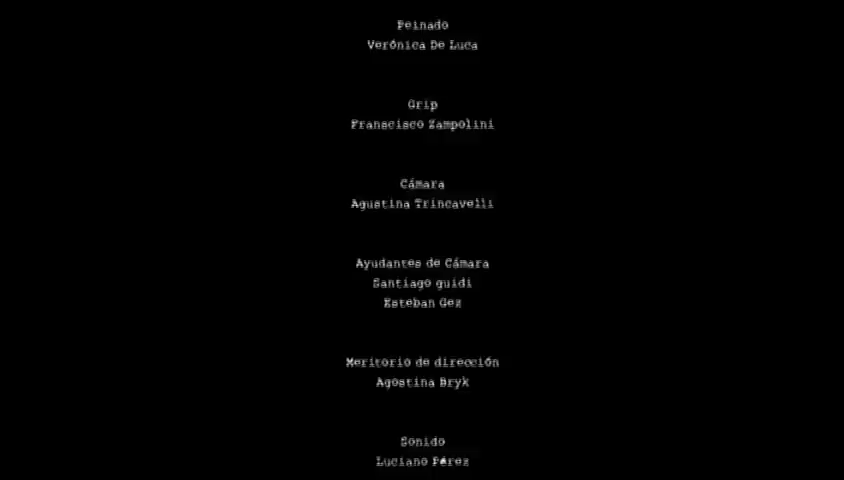 Peinado
Verónica De Luca
Grip
Franscisco Zampolini
Cámara
Agustina Trincavelli
Ayudantes de Cámara
Santiago guidi
Esteban Gez
Meritorio de dirección
Agostina Bryk
Sonido
Luciano Pérez